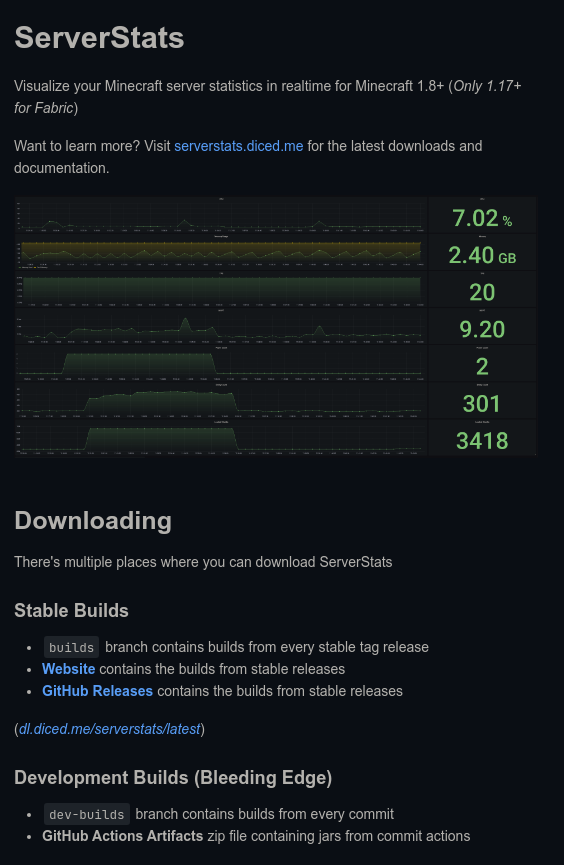 ServerStats
Visualize your Minecraft server statistics in realtime for Minecraft 1.8+ (Only 1.17+
for Fabric)
Want to learn more? Visit serverstats.diced.me for the latest downloads and
documentation.
7.02 %
2.40 GB
20
9.20
2
301
3418
Downloading
There's multiple places where you can download ServerStats
Stable Builds
• builds branch contains builds from every stable tag release
• Website contains the builds from stable releases
• GitHub Releases contains the builds from stable releases
(dl.diced.me/serverstats/latest)
Development Builds (Bleeding Edge)
• dev-builds branch contains builds from every commit
• GitHub Actions Artifacts zip file containing jars from commit actions